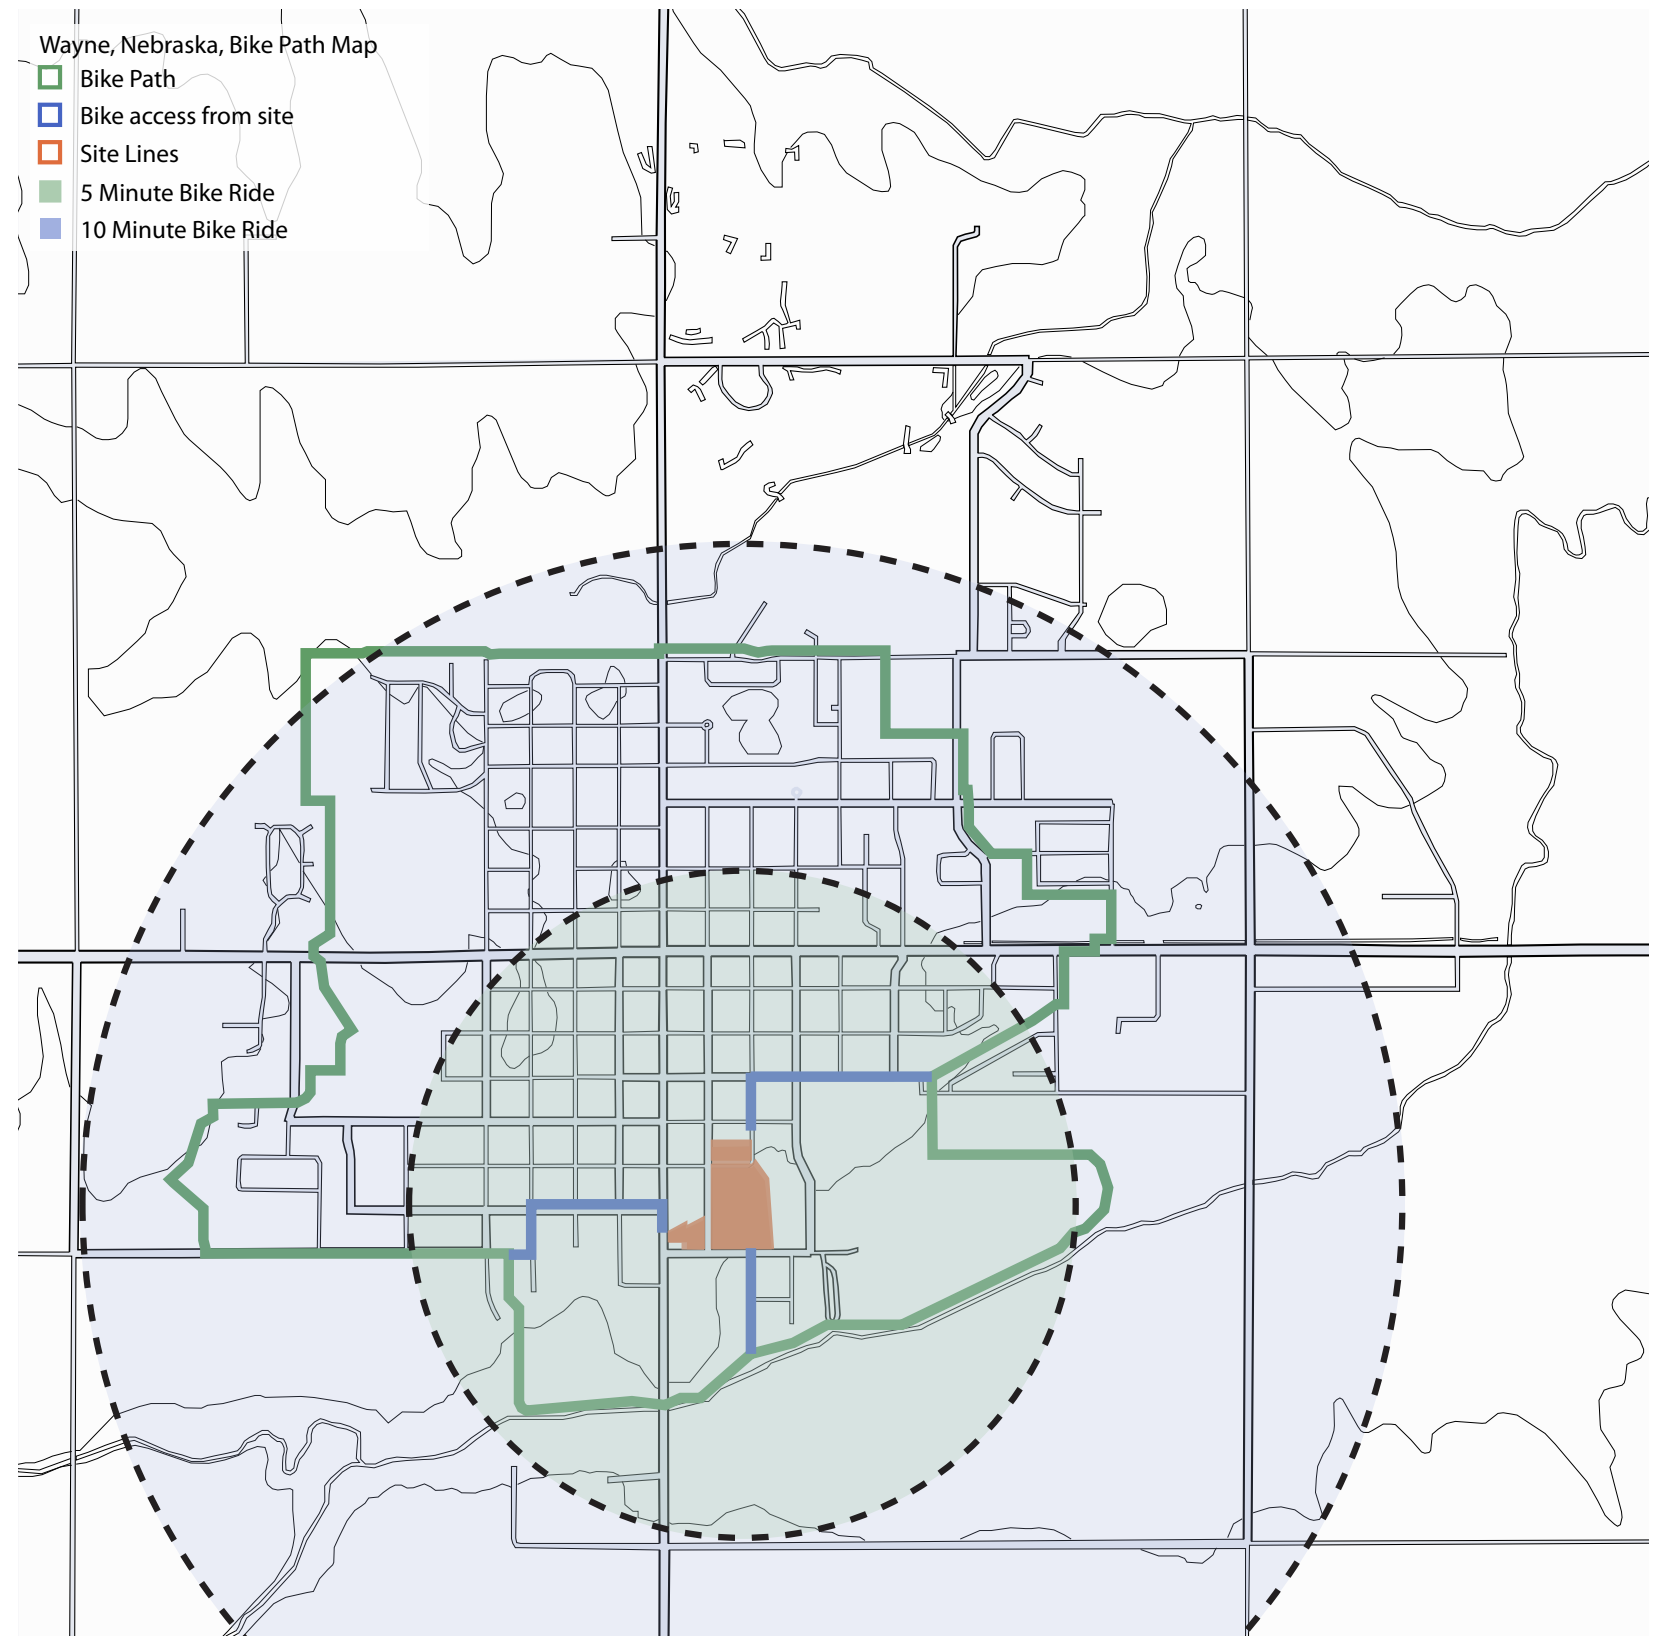 Wayne, Nebraska, Bike Path Map
Bike Path
Bike access from site
Site Lines
5 Minute Bike Ride
10 Minute Bike Ride